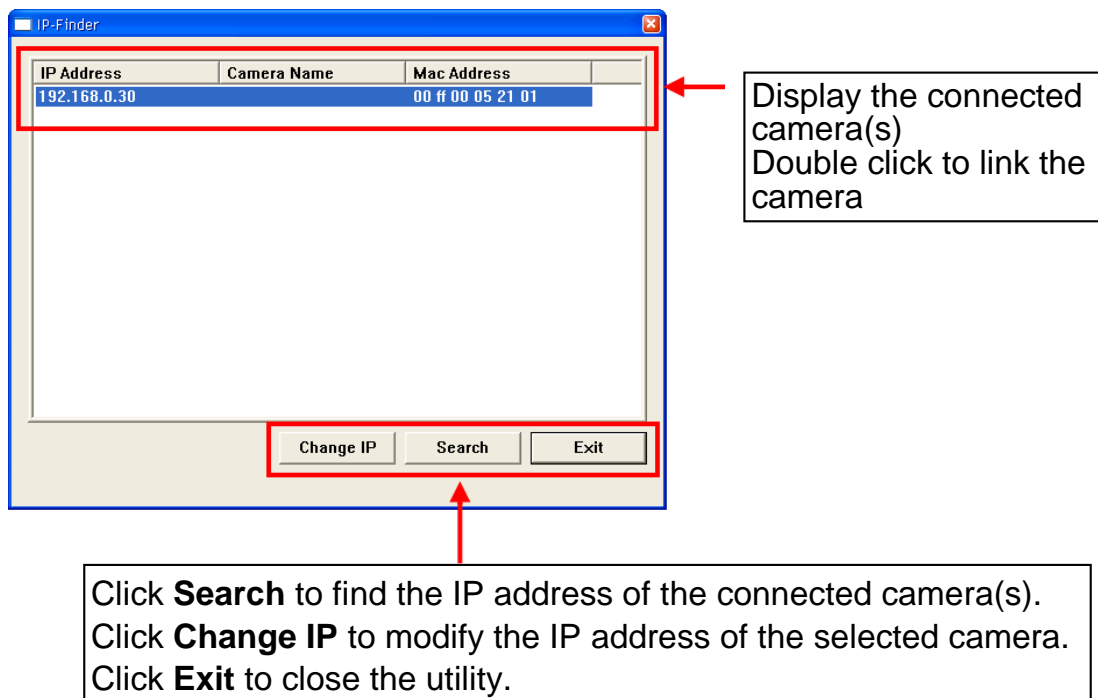 IP-Finder
IP Address Camera Name Mac Address
192.168.0.30 00 ff 00 05 21 01
Display the connected
camera(s)
Double click to link the
camera
Change IP Search Exit
Click Search to find the IP address of the connected camera(s).
Click Change IP to modify the IP address of the selected camera.
Click Exit to close the utility.